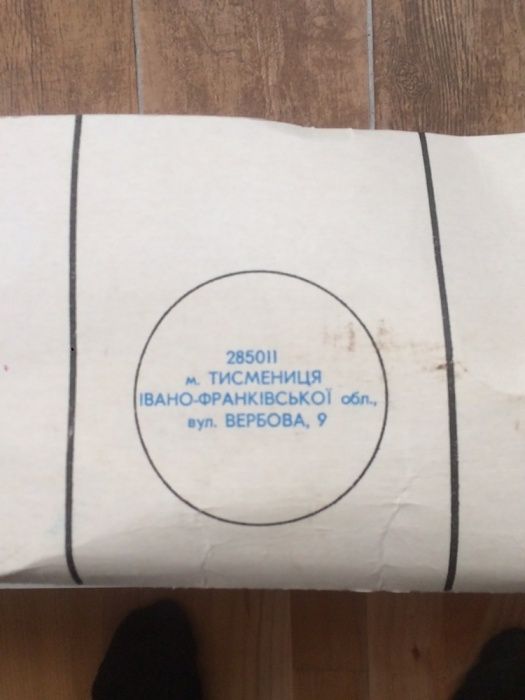 285011
м. ТИСМЕНИЦЯ
ІВАНО-ФРАНКІВСЬКОЇ обл.,
вул. ВЕРБОВА, 9